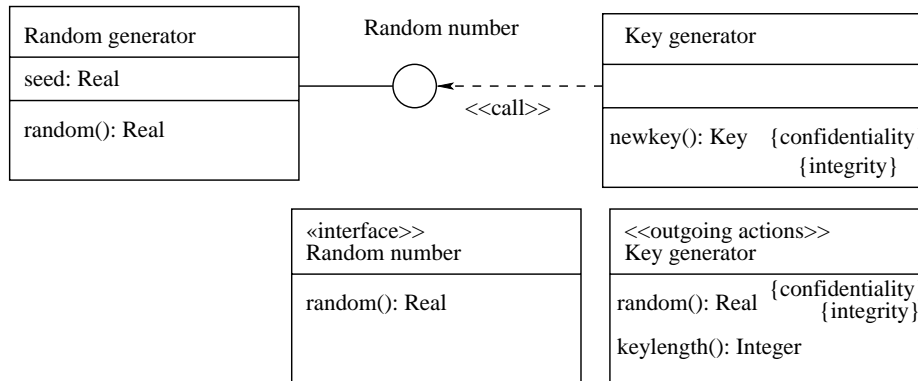 Random generator
seed: Real
random(): Real
Random number
<<call>>
Key generator
newkey(): Key {confidentiality
{integrity}
«interface>>
Random number
random(): Real
<<outgoing actions>>
Key generator
random(): Real {confidentiality
{integrity}
keylength(): Integer